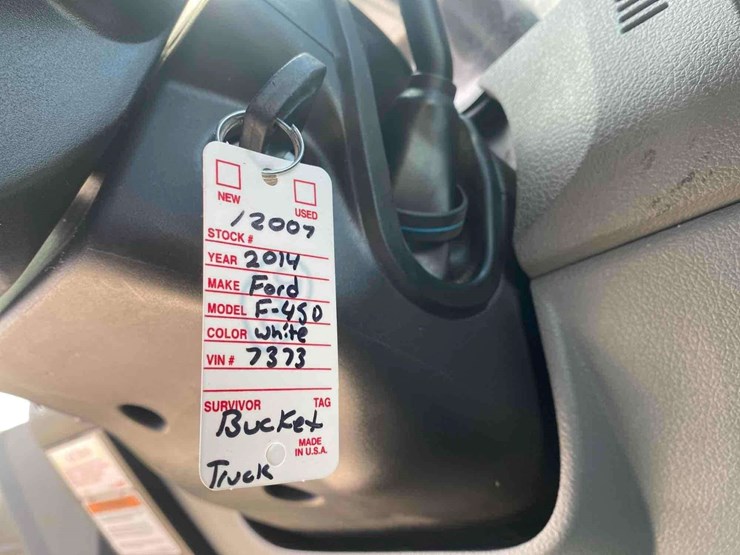 NEW USED
STOCK # 12007
YEAR 2014
MAKE Ford
MODEL F-450
COLOR white
VIN # 7373
SURVIVOR TAG
Bucket
MADE
IN U.S.A.
Truck